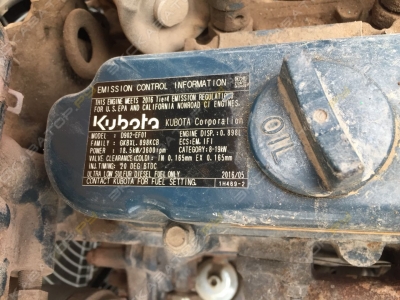 EMISSION CONTROL INFORMATION
THIS ENGINE MEETS 2016 Tier4 EMISSION REGULATIONS
FOR U.S.EPA AND CALIFORNIA NONROAD CI ENGINES.
Kubota KUBOTA Corporation
MODEL : D902-EF01 ENGINE DISP.:0.898L
FAMILY : GKBXL.898KCB ECS:EM,IFI
POWER : 18.5kW/3600rpm CATEGORY:8-19kW
VALVE CLEARANCE(COLD): IN 0.165mm EX 0.165mm
INJ.TIMING: 20 DEG.BTDC
ULTRA LOW SULFUR DIESEL FUEL ONLY 2016/05
CONTACT KUBOTA FOR FUEL SETTING. 1H489-2
OIL